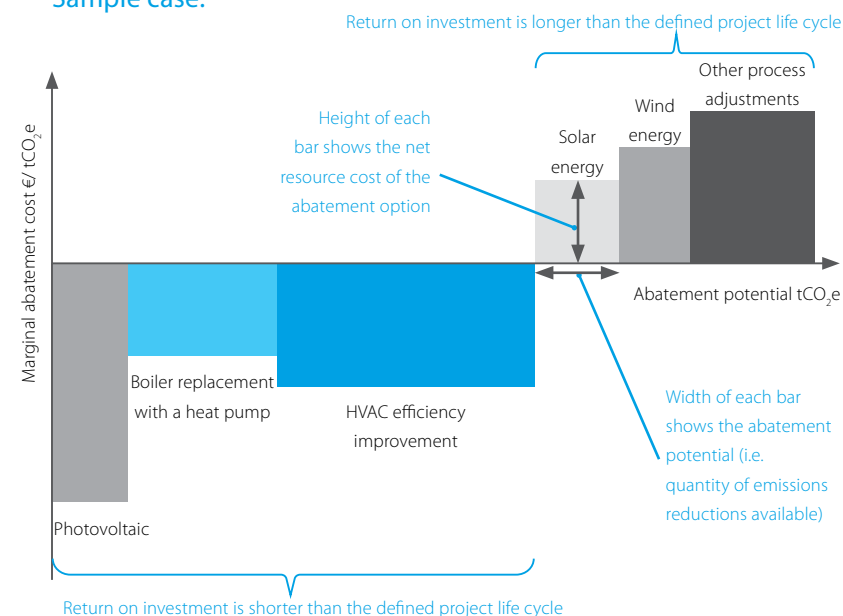 Sample case:
Return on investment is longer than the defined project life cycle
Other process
adjustments
Wind
energy
Solar
energy
Height of each
bar shows the net
resource cost of the
abatement option
Marginal abatement cost €/ tCO₂e
Abatement potential tCO₂e
Boiler replacement
with a heat pump
HVAC efficiency
improvement
Width of each bar
shows the abatement
potential (i.e.
quantity of emissions
reductions available)
Photovoltaic
Return on investment is shorter than the defined project life cycle